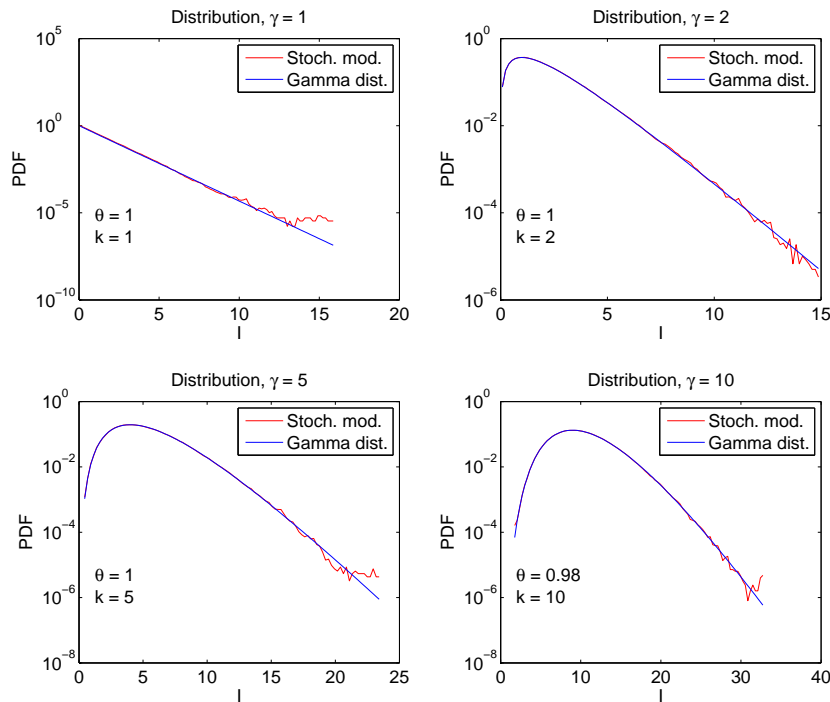 Distribution, γ = 1
10^5
10^0
10^−5
10^−10
PDF
Stoch. mod.
Gamma dist.
θ = 1
k = 1
0 5 10 15 20
I
Distribution, γ = 2
10^0
10^−2
10^−4
10^−6
PDF
Stoch. mod.
Gamma dist.
θ = 1
k = 2
0 5 10 15
I
Distribution, γ = 5
10^0
10^−2
10^−4
10^−6
10^−8
PDF
Stoch. mod.
Gamma dist.
θ = 1
k = 5
0 5 10 15 20 25
I
Distribution, γ = 10
10^0
10^−2
10^−4
10^−6
10^−8
PDF
Stoch. mod.
Gamma dist.
θ = 0.98
k = 10
0 10 20 30 40
I